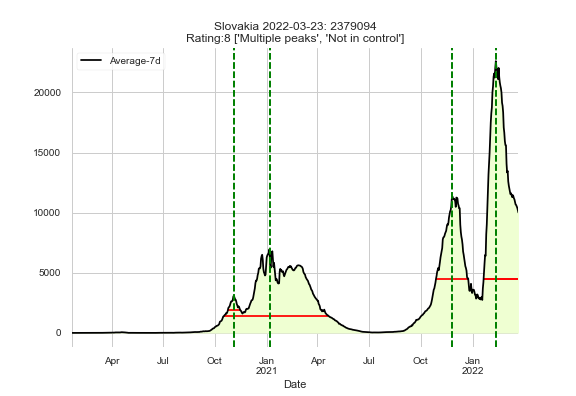 Slovakia 2022-03-23: 2379094
Rating:8 ['Multiple peaks', 'Not in control']
Average-7d
20000
15000
10000
5000
0
Apr
Jul
Oct
Jan
2021
Apr
Jul
Oct
Jan
2022
Date